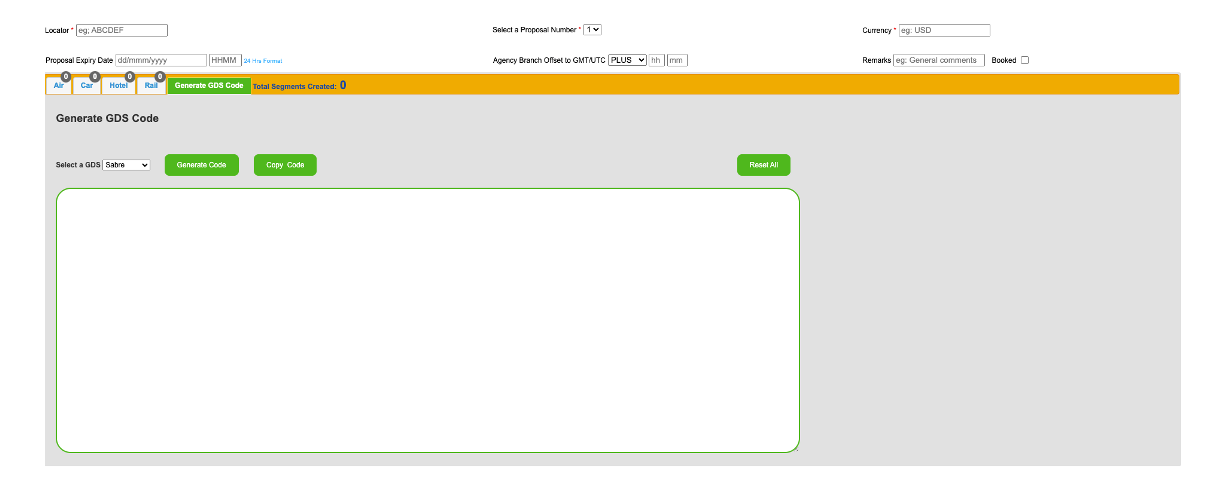 Locator * eg; ABCDEF Select a Proposal Number * 1 Currency * eg: USD
Proposal Expiry Date dd/mmm/yyyy HHMM 24 Hrs Format Agency Branch Offset to GMT/UTC PLUS hh mm Remarks eg: General comments Booked
0 0 0 0
Air Car Hotel Rail Generate GDS Code Total Segments Created: 0
Generate GDS Code
Select a GDS Sabre Generate Code Copy Code Reset All